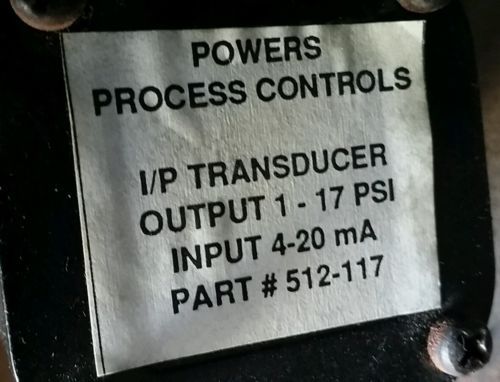 POWERS
PROCESS CONTROLS
I/P TRANSDUCER
OUTPUT 1 - 17 PSI
INPUT 4-20 mA
PART # 512-117